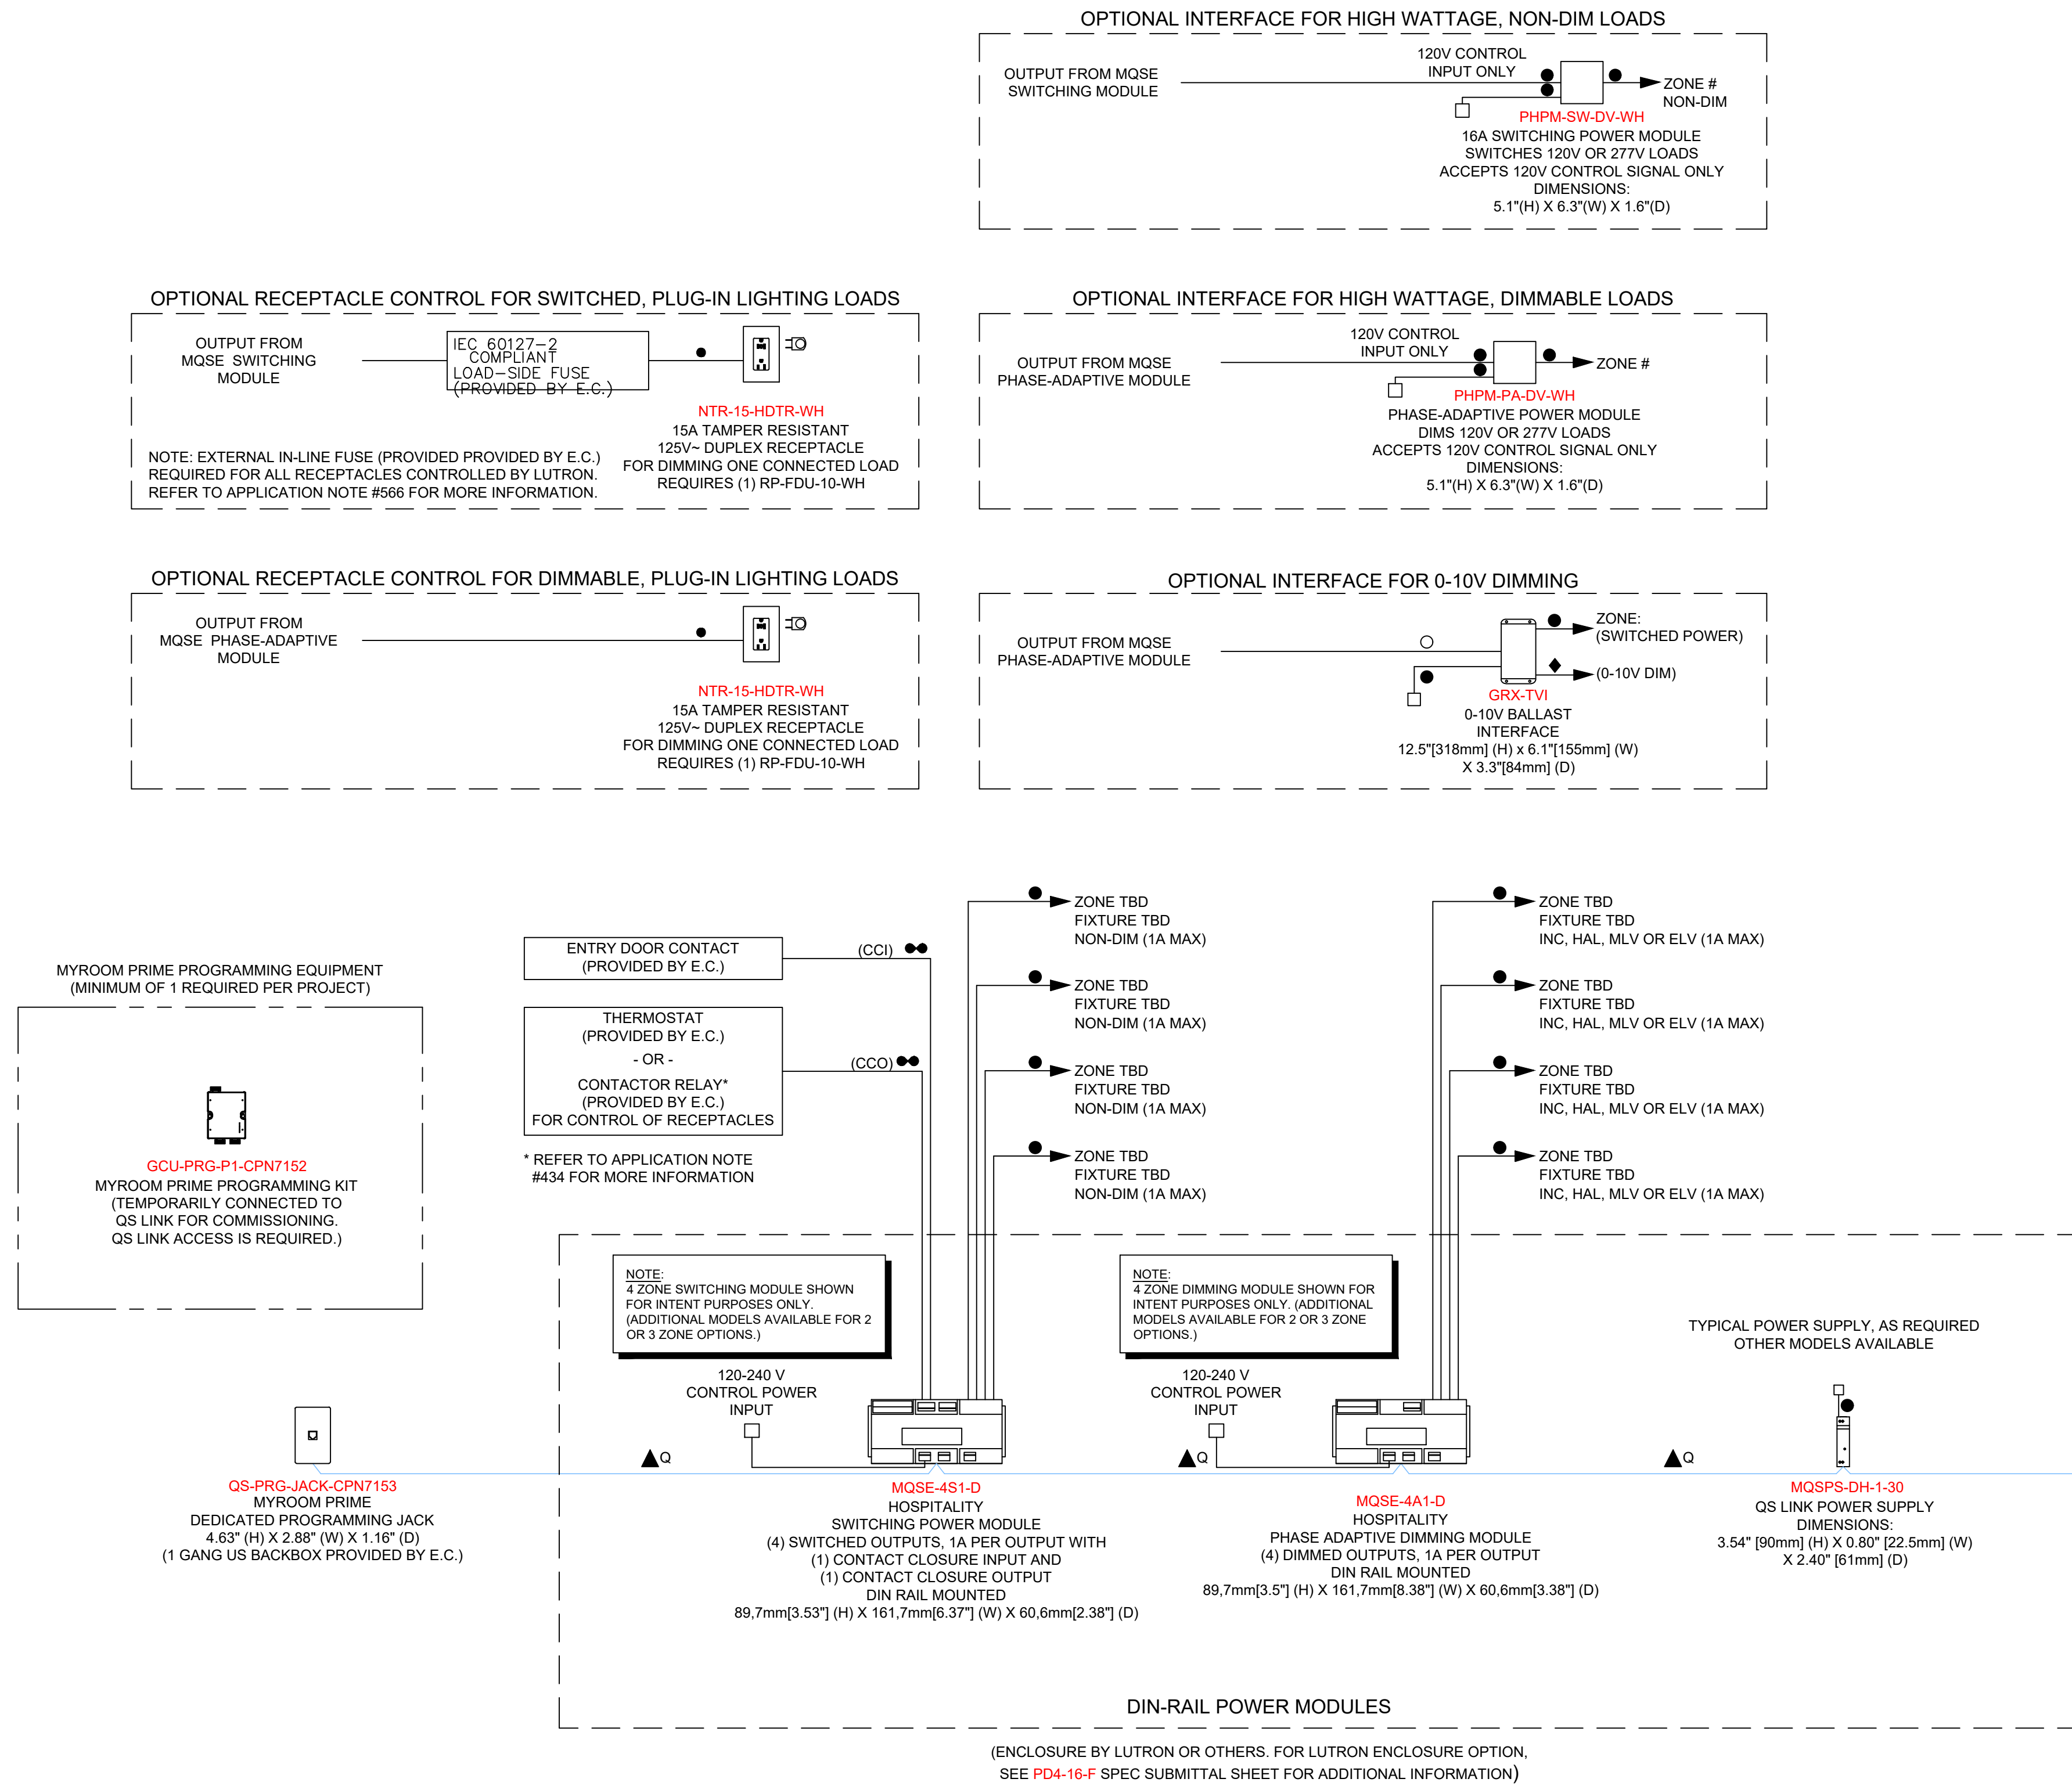 OPTIONAL INTERFACE FOR HIGH WATTAGE, NON-DIM LOADS
OUTPUT FROM MQSE
SWITCHING MODULE
120V CONTROL
INPUT ONLY
ZONE #
NON-DIM
PHPM-SW-DV-WH
16A SWITCHING POWER MODULE
SWITCHES 120V OR 277V LOADS
ACCEPTS 120V CONTROL SIGNAL ONLY
DIMENSIONS:
5.1"(H) X 6.3"(W) X 1.6"(D)
OPTIONAL RECEPTACLE CONTROL FOR SWITCHED, PLUG-IN LIGHTING LOADS
OUTPUT FROM
MQSE SWITCHING
MODULE
IEC 60127-2
COMPLIANT
LOAD-SIDE FUSE
(PROVIDED BY E.C.)
NTR-15-HDTR-WH
15A TAMPER RESISTANT
125V~ DUPLEX RECEPTACLE
FOR DIMMING ONE CONNECTED LOAD
REQUIRES (1) RP-FDU-10-WH
NOTE: EXTERNAL IN-LINE FUSE (PROVIDED PROVIDED BY E.C.)
REQUIRED FOR ALL RECEPTACLES CONTROLLED BY LUTRON.
REFER TO APPLICATION NOTE #566 FOR MORE INFORMATION.
OPTIONAL INTERFACE FOR HIGH WATTAGE, DIMMABLE LOADS
OUTPUT FROM MQSE
PHASE-ADAPTIVE MODULE
120V CONTROL
INPUT ONLY
ZONE #
PHPM-PA-DV-WH
PHASE-ADAPTIVE POWER MODULE
DIMS 120V OR 277V LOADS
ACCEPTS 120V CONTROL SIGNAL ONLY
DIMENSIONS:
5.1"(H) X 6.3"(W) X 1.6"(D)
OPTIONAL RECEPTACLE CONTROL FOR DIMMABLE, PLUG-IN LIGHTING LOADS
OUTPUT FROM
MQSE PHASE-ADAPTIVE
MODULE
NTR-15-HDTR-WH
15A TAMPER RESISTANT
125V~ DUPLEX RECEPTACLE
FOR DIMMING ONE CONNECTED LOAD
REQUIRES (1) RP-FDU-10-WH
OPTIONAL INTERFACE FOR 0-10V DIMMING
OUTPUT FROM MQSE
PHASE-ADAPTIVE MODULE
ZONE:
(SWITCHED POWER)
(0-10V DIM)
GRX-TVI
0-10V BALLAST
INTERFACE
12.5"[318mm] (H) x 6.1"[155mm] (W)
X 3.3"[84mm] (D)
MYROOM PRIME PROGRAMMING EQUIPMENT
(MINIMUM OF 1 REQUIRED PER PROJECT)
GCU-PRG-P1-CPN7152
MYROOM PRIME PROGRAMMING KIT
(TEMPORARILY CONNECTED TO
QS LINK FOR COMMISSIONING.
QS LINK ACCESS IS REQUIRED.)
ENTRY DOOR CONTACT
(PROVIDED BY E.C.)
(CCI)
THERMOSTAT
(PROVIDED BY E.C.)
- OR -
CONTACTOR RELAY*
(PROVIDED BY E.C.)
FOR CONTROL OF RECEPTACLES
(CCO)
* REFER TO APPLICATION NOTE
#434 FOR MORE INFORMATION
ZONE TBD
FIXTURE TBD
NON-DIM (1A MAX)
ZONE TBD
FIXTURE TBD
NON-DIM (1A MAX)
ZONE TBD
FIXTURE TBD
NON-DIM (1A MAX)
ZONE TBD
FIXTURE TBD
NON-DIM (1A MAX)
ZONE TBD
FIXTURE TBD
INC, HAL, MLV OR ELV (1A MAX)
ZONE TBD
FIXTURE TBD
INC, HAL, MLV OR ELV (1A MAX)
ZONE TBD
FIXTURE TBD
INC, HAL, MLV OR ELV (1A MAX)
ZONE TBD
FIXTURE TBD
INC, HAL, MLV OR ELV (1A MAX)
NOTE:
4 ZONE SWITCHING MODULE SHOWN
FOR INTENT PURPOSES ONLY.
(ADDITIONAL MODELS AVAILABLE FOR 2
OR 3 ZONE OPTIONS.)
120-240 V
CONTROL POWER
INPUT
NOTE:
4 ZONE DIMMING MODULE SHOWN FOR
INTENT PURPOSES ONLY. (ADDITIONAL
MODELS AVAILABLE FOR 2 OR 3 ZONE
OPTIONS.)
120-240 V
CONTROL POWER
INPUT
TYPICAL POWER SUPPLY, AS REQUIRED
OTHER MODELS AVAILABLE
Q
Q
Q
QS-PRG-JACK-CPN7153
MYROOM PRIME
DEDICATED PROGRAMMING JACK
4.63" (H) X 2.88" (W) X 1.16" (D)
(1 GANG US BACKBOX PROVIDED BY E.C.)
MQSE-4S1-D
HOSPITALITY
SWITCHING POWER MODULE
(4) SWITCHED OUTPUTS, 1A PER OUTPUT WITH
(1) CONTACT CLOSURE INPUT AND
(1) CONTACT CLOSURE OUTPUT
DIN RAIL MOUNTED
89,7mm[3.53"] (H) X 161,7mm[6.37"] (W) X 60,6mm[2.38"] (D)
MQSE-4A1-D
HOSPITALITY
PHASE ADAPTIVE DIMMING MODULE
(4) DIMMED OUTPUTS, 1A PER OUTPUT
DIN RAIL MOUNTED
89,7mm[3.5"] (H) X 161,7mm[8.38"] (W) X 60,6mm[3.38"] (D)
MQSPS-DH-1-30
QS LINK POWER SUPPLY
DIMENSIONS:
3.54" [90mm] (H) X 0.80" [22.5mm] (W)
X 2.40" [61mm] (D)
DIN-RAIL POWER MODULES
(ENCLOSURE BY LUTRON OR OTHERS. FOR LUTRON ENCLOSURE OPTION,
SEE PD4-16-F SPEC SUBMITTAL SHEET FOR ADDITIONAL INFORMATION)